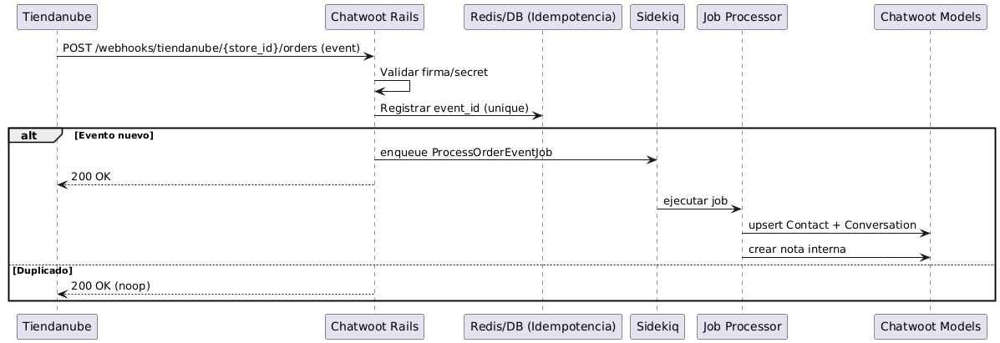 Tiendanube
Chatwoot Rails
Redis/DB (Idempotencia)
Sidekiq
Job Processor
Chatwoot Models
POST /webhooks/tiendanube/{store_id}/orders (event)
Validar firma/secret
Registrar event_id (unique)
alt
[Evento nuevo]
enqueue ProcessOrderEventJob
200 OK
ejecutar job
upsert Contact + Conversation
crear nota interna
[Duplicado]
200 OK (noop)
Tiendanube
Chatwoot Rails
Redis/DB (Idempotencia)
Sidekiq
Job Processor
Chatwoot Models